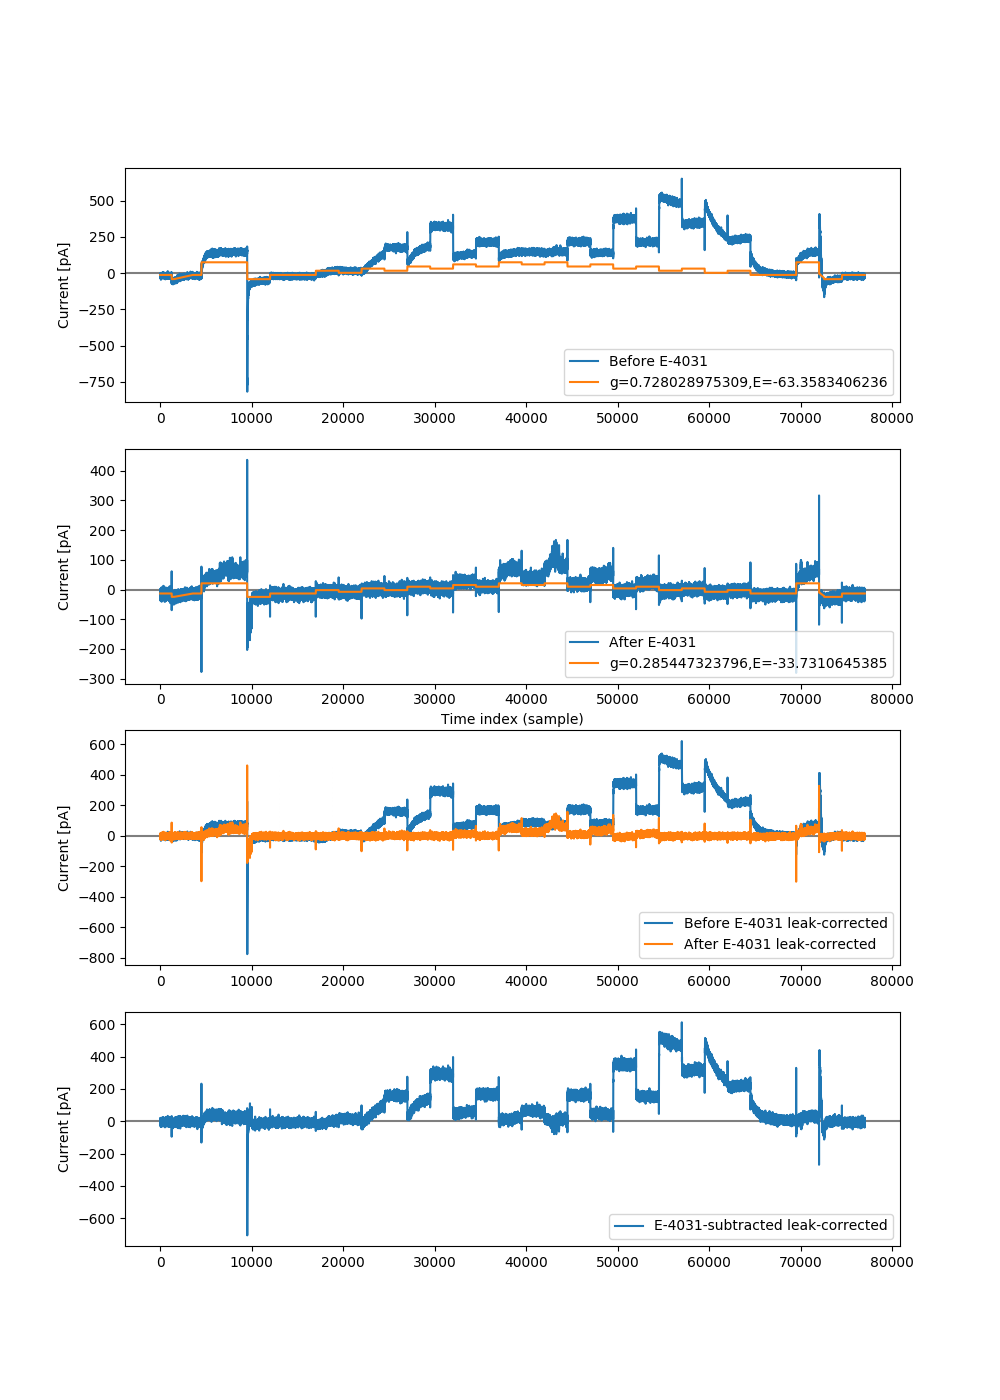 500
250
0
−250
−500
−750
Current [pA]
Before E-4031
g=0.728028975309,E=-63.3583406236
0 10000 20000 30000 40000 50000 60000 70000 80000
400
300
200
100
0
−100
−200
−300
Current [pA]
After E-4031
g=0.285447323796,E=-33.7310645385
0 10000 20000 30000 40000 50000 60000 70000 80000
Time index (sample)
600
400
200
0
−200
−400
−600
−800
Current [pA]
Before E-4031 leak-corrected
After E-4031 leak-corrected
0 10000 20000 30000 40000 50000 60000 70000 80000
600
400
200
0
−200
−400
−600
Current [pA]
E-4031-subtracted leak-corrected
0 10000 20000 30000 40000 50000 60000 70000 80000